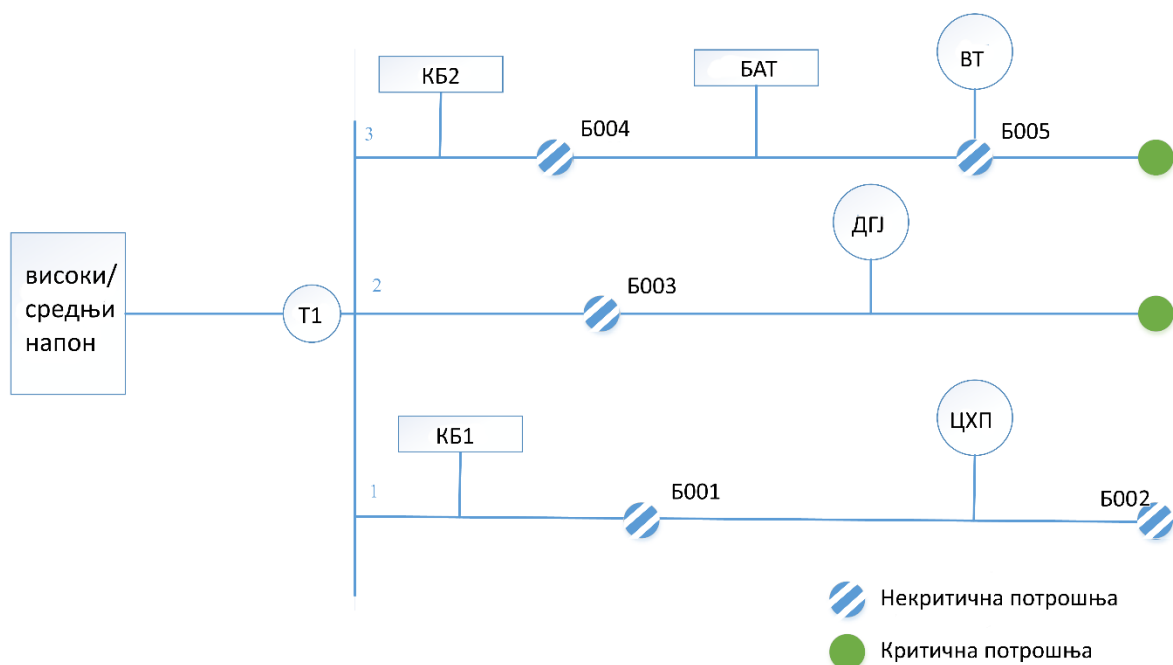 КБ2
БАТ
ВТ
3
Б004
Б005
ДГЈ
високи/
средњи
напон
Т1
2
Б003
КБ1
ЦХП
1
Б001
Б002
Некритична потрошња
Критична потрошња